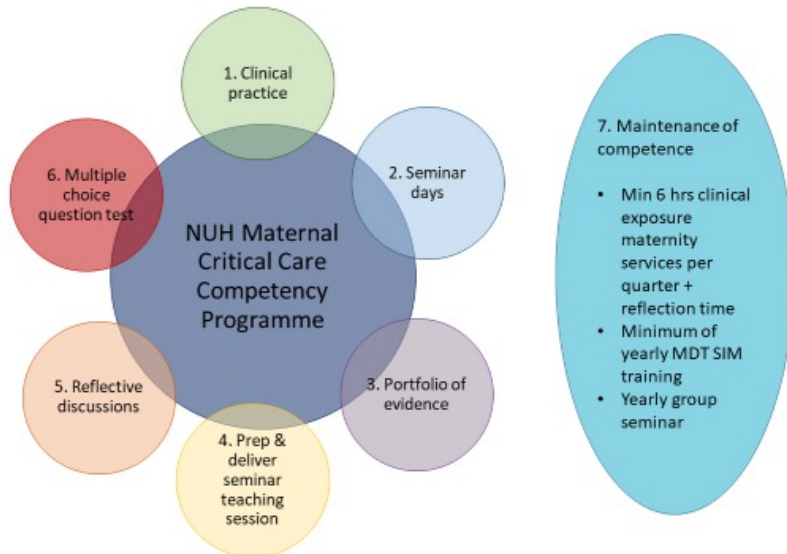 1. Clinical
practice
2. Seminar
days
3. Portfolio of
evidence
4. Prep &
deliver
seminar
teaching
session
5. Reflective
discussions
6. Multiple
choice
question test
NUH Maternal
Critical Care
Competency
Programme
7. Maintenance of
competence
• Min 6 hrs clinical
exposure
maternity
services per
quarter +
reflection time
• Minimum of
yearly MDT SIM
training
• Yearly group
seminar